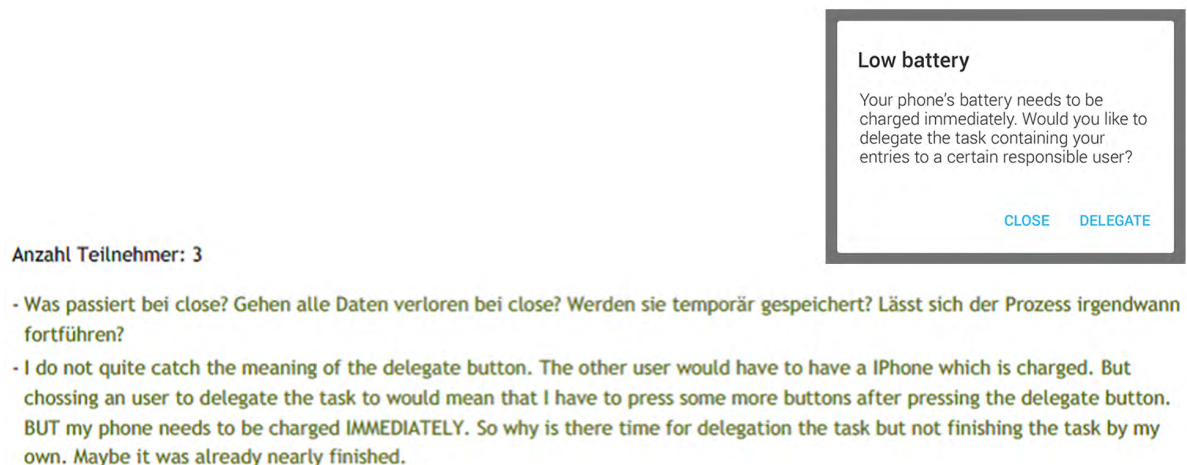 Low battery
Your phone's battery needs to be
charged immediately. Would you like to
delegate the task containing your
entries to a certain responsible user?
CLOSE DELEGATE
Anzahl Teilnehmer: 3
- Was passiert bei close? Gehen alle Daten verloren bei close? Werden sie temporär gespeichert? Lässt sich der Prozess irgendwann
fortführen?
- I do not quite catch the meaning of the delegate button. The other user would have to have a IPhone which is charged. But
chossing an user to delegate the task to would mean that I have to press some more buttons after pressing the delegate button.
BUT my phone needs to be charged IMMEDIATELY. So why is there time for delegation the task but not finishing the task by my
own. Maybe it was already nearly finished.